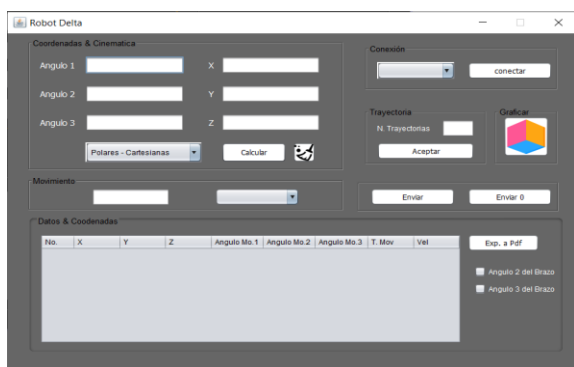 Robot Delta
Coordenadas & Cinematica
Angulo 1
X
Angulo 2
Y
Angulo 3
Z
Polares - Cartesianas
Calcular
Conexión
conectar
Trayectoria
N. Trayectorias
Aceptar
Graficar
Movimiento
Enviar
Enviar 0
Datos & Coodenadas
No. X Y Z Angulo Mo.1 Angulo Mo.2 Angulo Mo.3 T. Mov Vel
Exp. a Pdf
Angulo 2 del Brazo
Angulo 3 del Brazo